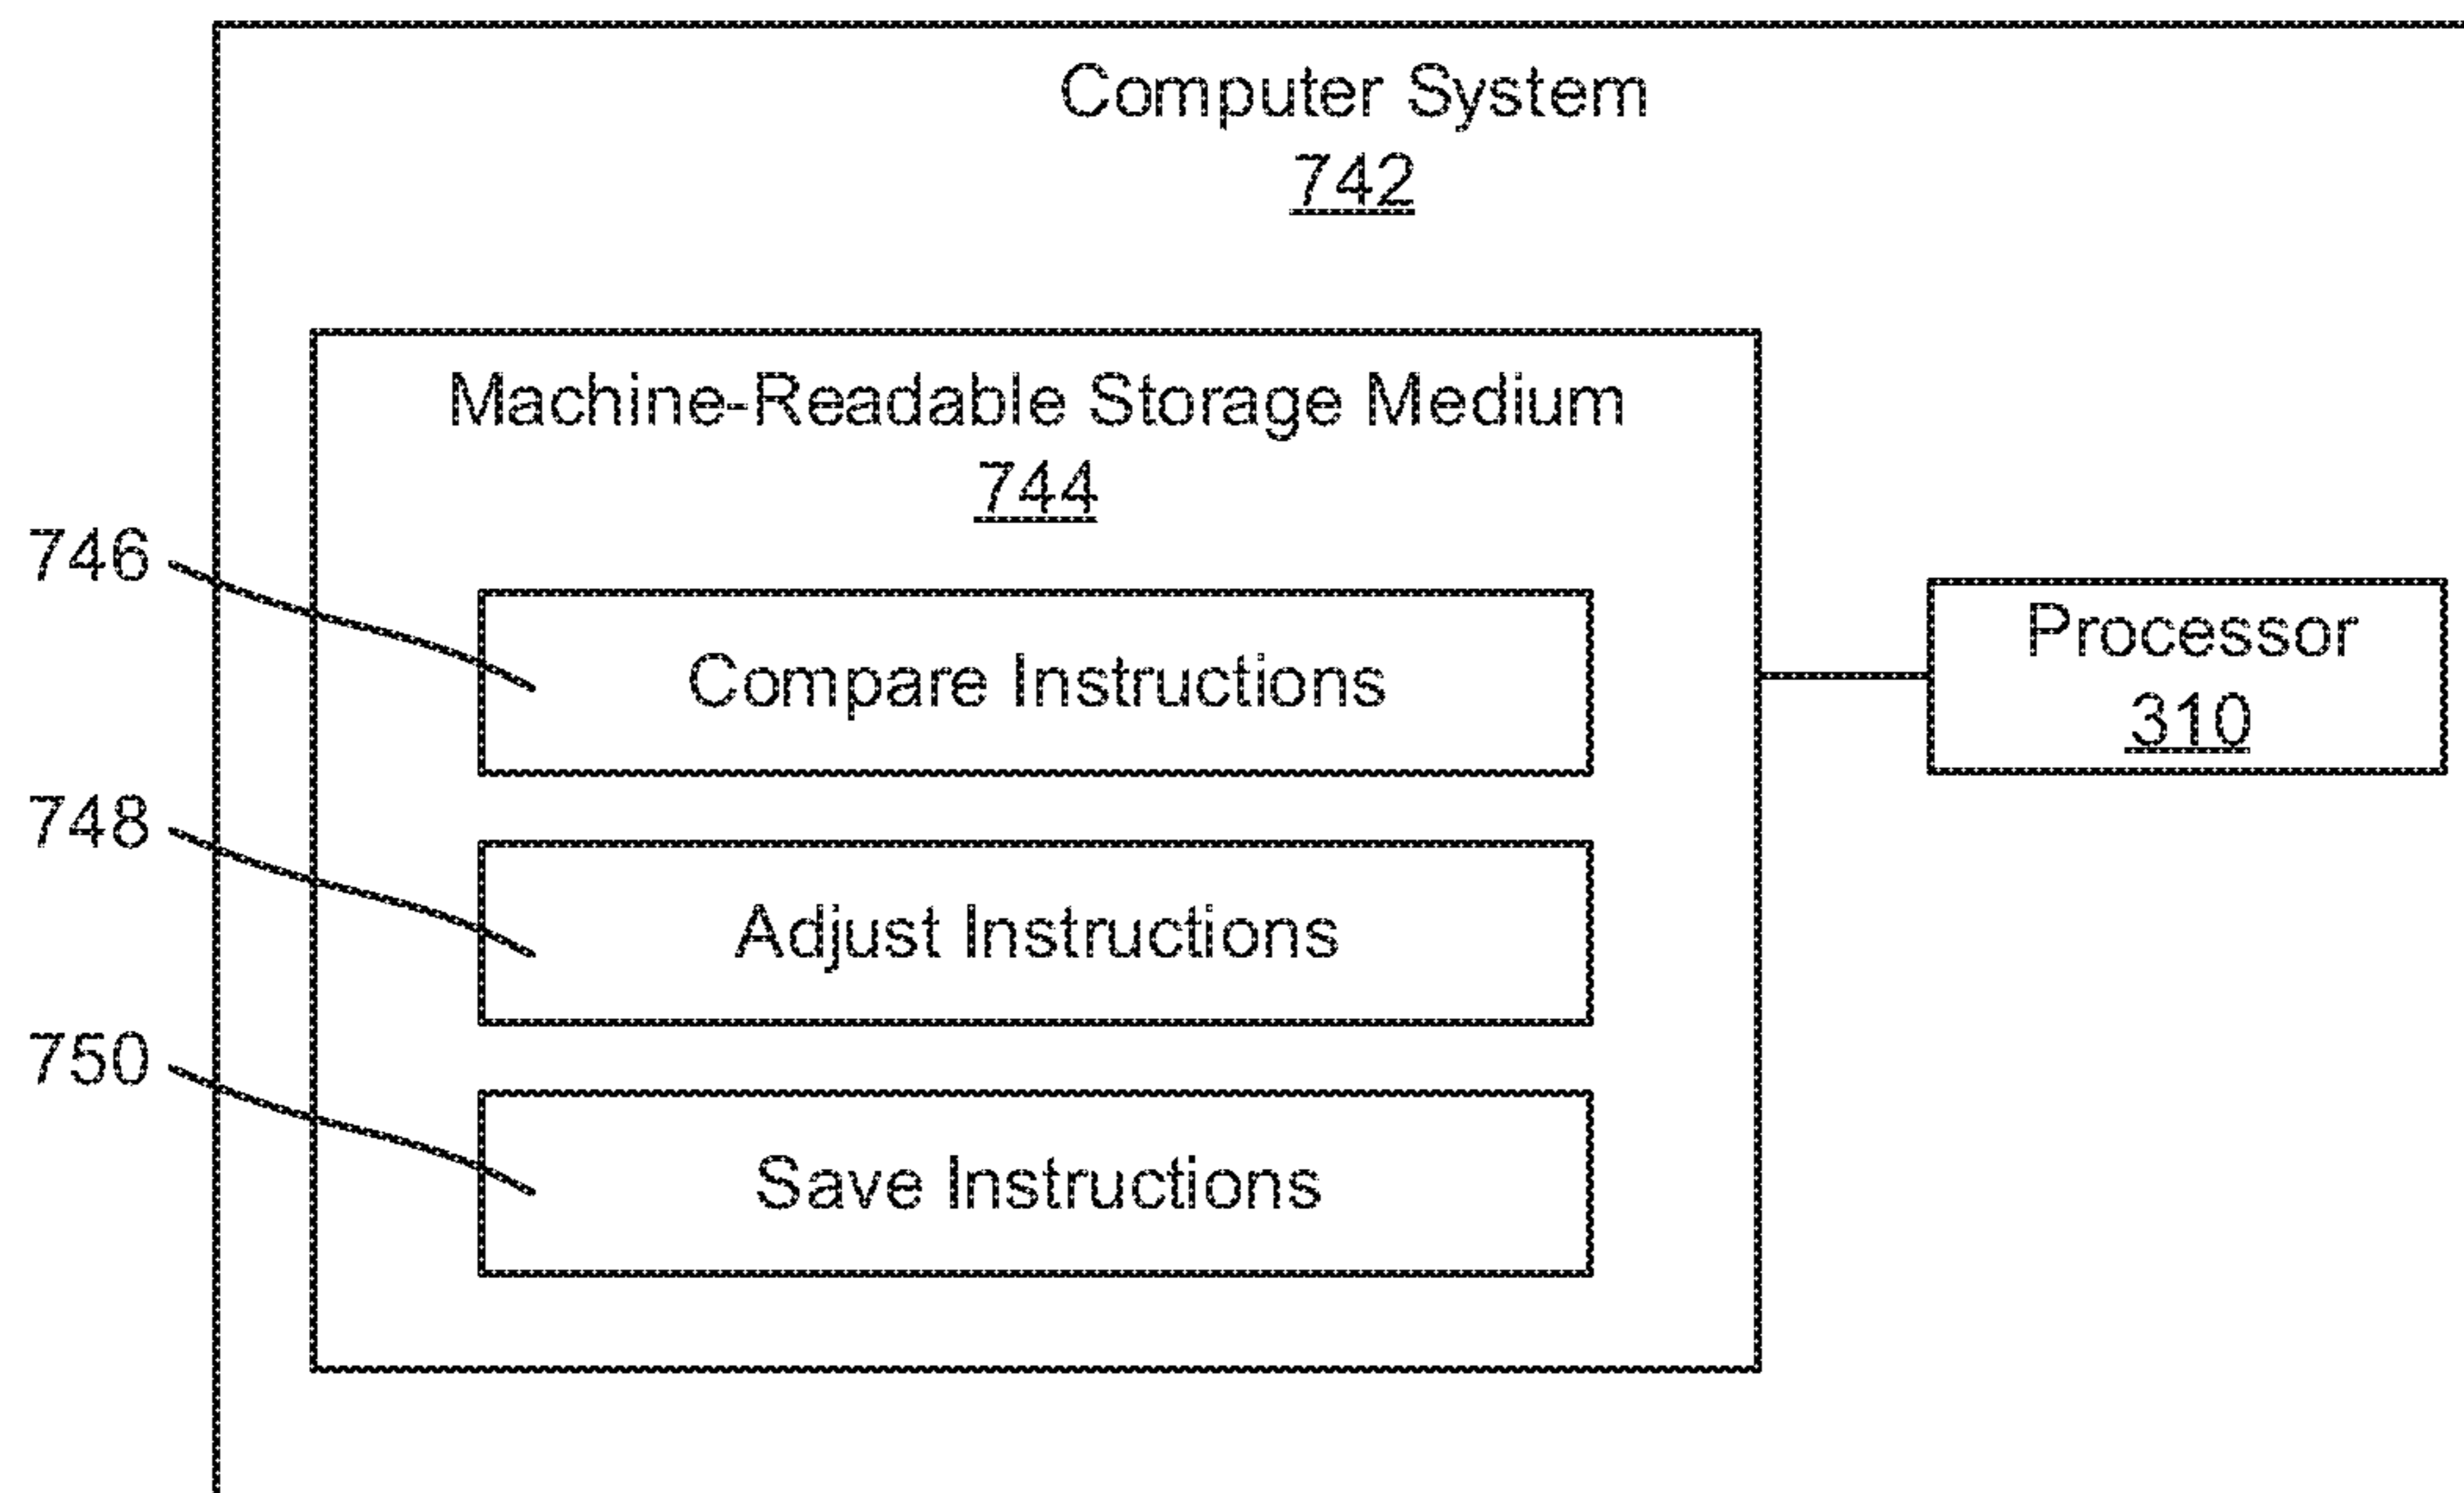 Computer System
742
Machine-Readable Storage Medium
744
746
Compare Instructions
Processor
310
748
Adjust Instructions
750
Save Instructions